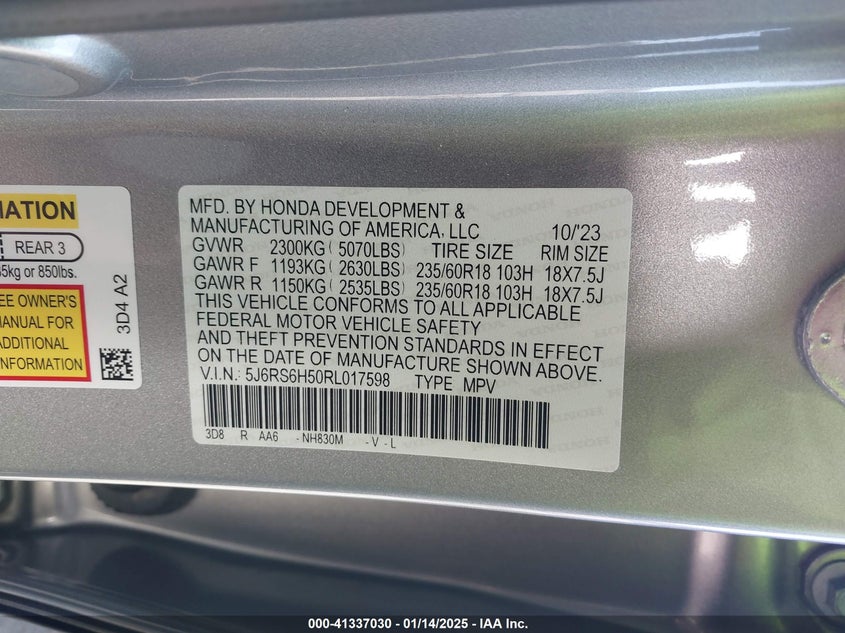 MATION
REAR 3
5kg or 850lbs.
EE OWNER'S
MANUAL FOR
ADDITIONAL
INFORMATION
3D4 A2
MFD. BY HONDA DEVELOPMENT &
MANUFACTURING OF AMERICA, LLC 10/'23
GVWR 2300KG ( 5070LBS) TIRE SIZE RIM SIZE
GAWR F 1193KG ( 2630LBS) 235/60R18 103H 18X7.5J
GAWR R 1150KG ( 2535LBS) 235/60R18 103H 18X7.5J
THIS VEHICLE CONFORMS TO ALL APPLICABLE
FEDERAL MOTOR VEHICLE SAFETY
AND THEFT PREVENTION STANDARDS IN EFFECT
ON THE DATE OF MANUFACTURE SHOWN ABOVE.
V.I.N.: 5J6RS6H50RL017598 TYPE MPV
3D8 R AA6 -NH830M -V-L
000-41337030 - 01/14/2025 - IAA Inc.